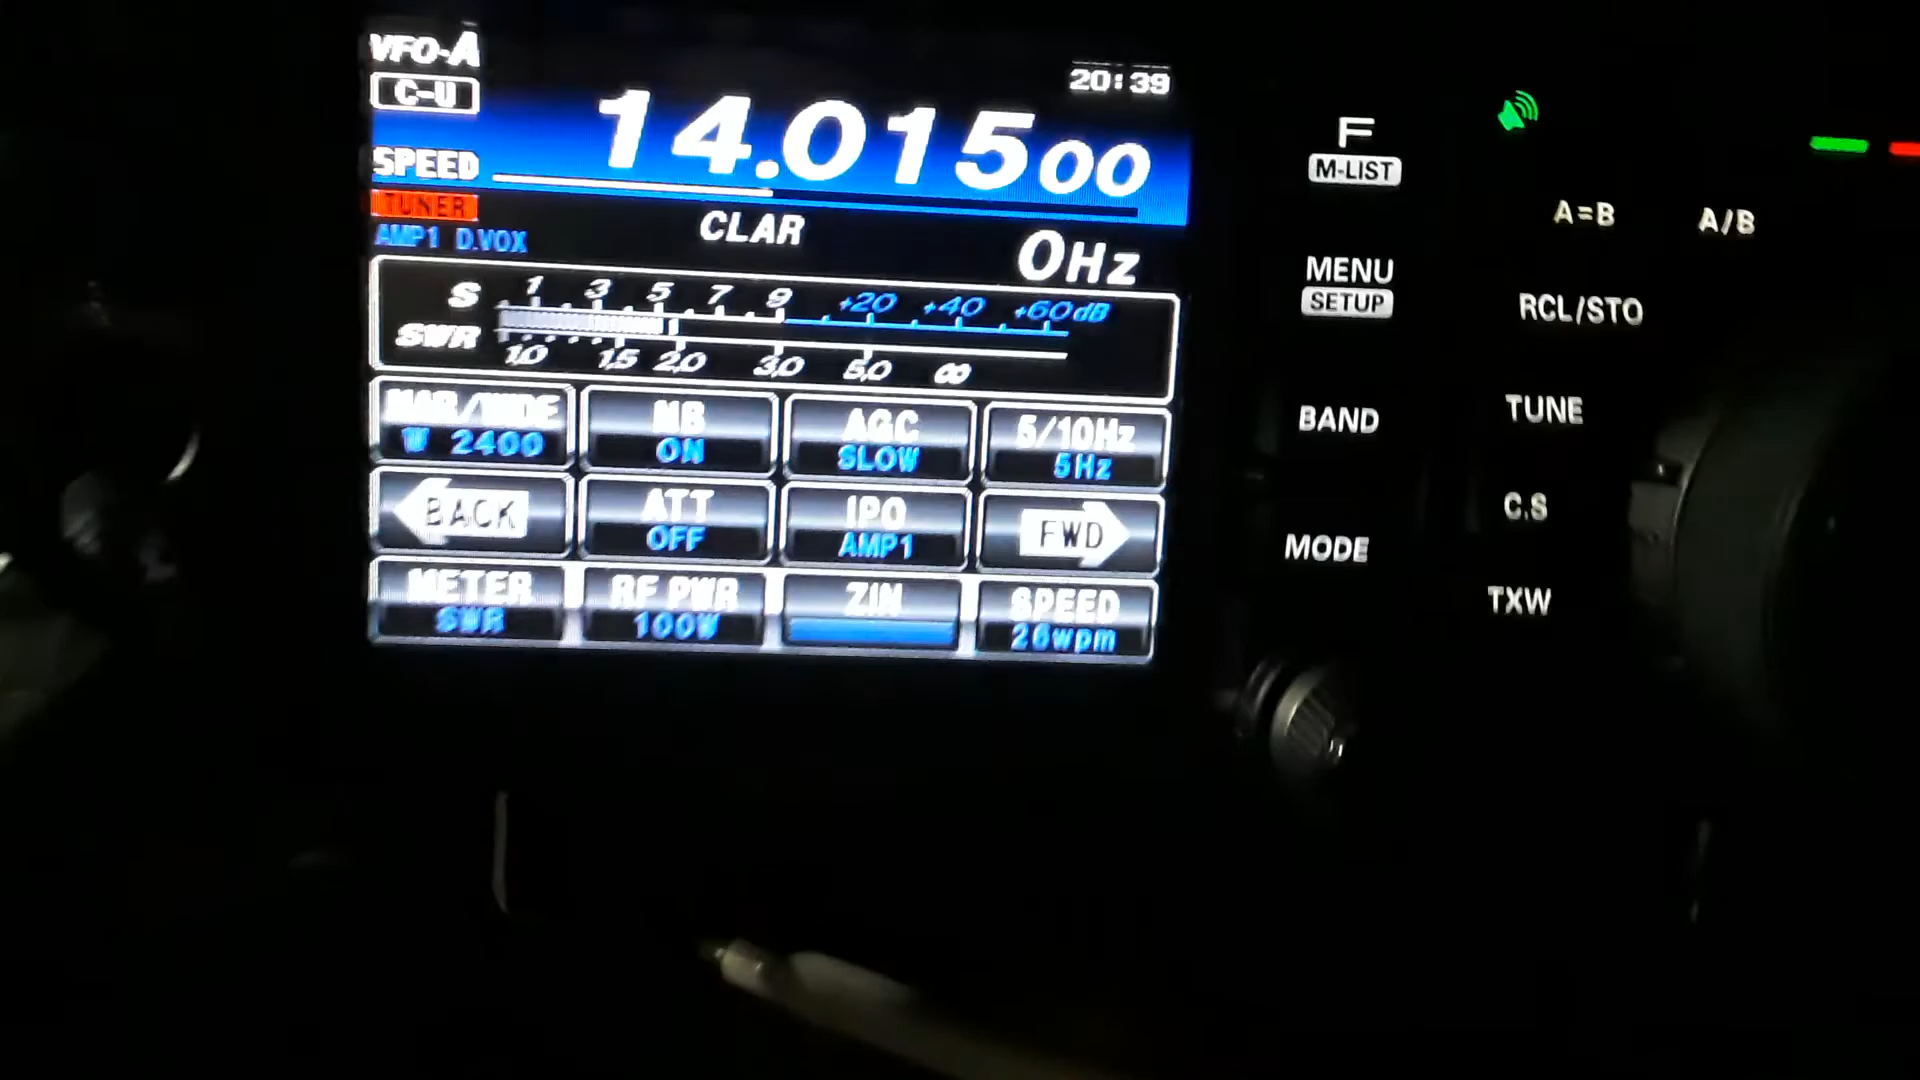 VFO-A
20:39
C-U
14.01500
SPEED
TUNER
AMP1 D.VOX
CLAR
0Hz
S 1 3 5 7 9 +20 +40 +60dB
SWR 1.0 1.5 2.0 3.0 5.0 ∞
NAR/WIDE NB AGC 5/10Hz
W 2400 ON SLOW 5Hz
BACK ATT IPO FWD
OFF AMP1
METER RF PWR ZIN SPEED
SWR 100W 26wpm
F
M-LIST
A=B A/B
MENU
SETUP
RCL/STO
BAND
TUNE
C.S
MODE
TXW